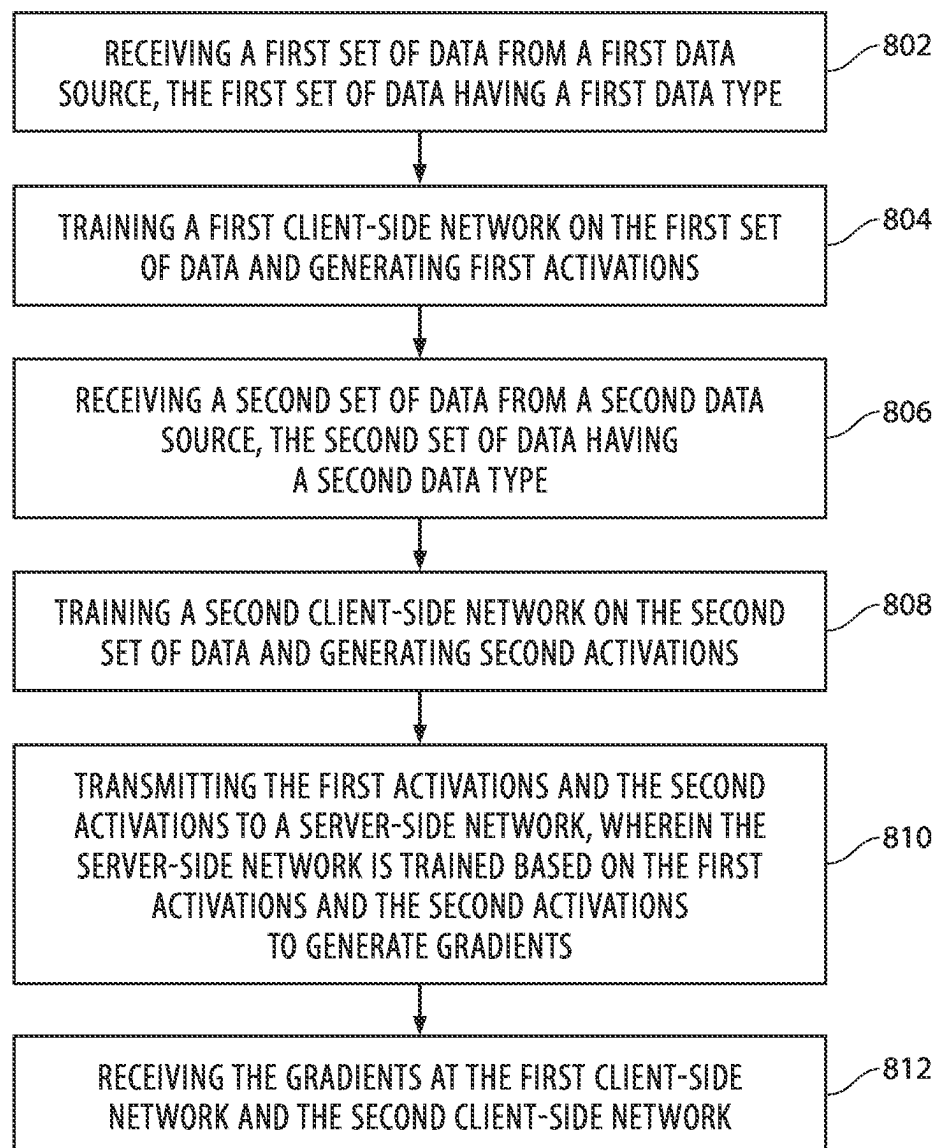 RECEIVING A FIRST SET OF DATA FROM A FIRST DATA
SOURCE, THE FIRST SET OF DATA HAVING A FIRST DATA TYPE
802
TRAINING A FIRST CLIENT-SIDE NETWORK ON THE FIRST SET
OF DATA AND GENERATING FIRST ACTIVATIONS
804
RECEIVING A SECOND SET OF DATA FROM A SECOND DATA
SOURCE, THE SECOND SET OF DATA HAVING
A SECOND DATA TYPE
806
TRAINING A SECOND CLIENT-SIDE NETWORK ON THE SECOND
SET OF DATA AND GENERATING SECOND ACTIVATIONS
808
TRANSMITTING THE FIRST ACTIVATIONS AND THE SECOND
ACTIVATIONS TO A SERVER-SIDE NETWORK, WHEREIN THE
SERVER-SIDE NETWORK IS TRAINED BASED ON THE FIRST
ACTIVATIONS AND THE SECOND ACTIVATIONS
TO GENERATE GRADIENTS
810
RECEIVING THE GRADIENTS AT THE FIRST CLIENT-SIDE
NETWORK AND THE SECOND CLIENT-SIDE NETWORK
812